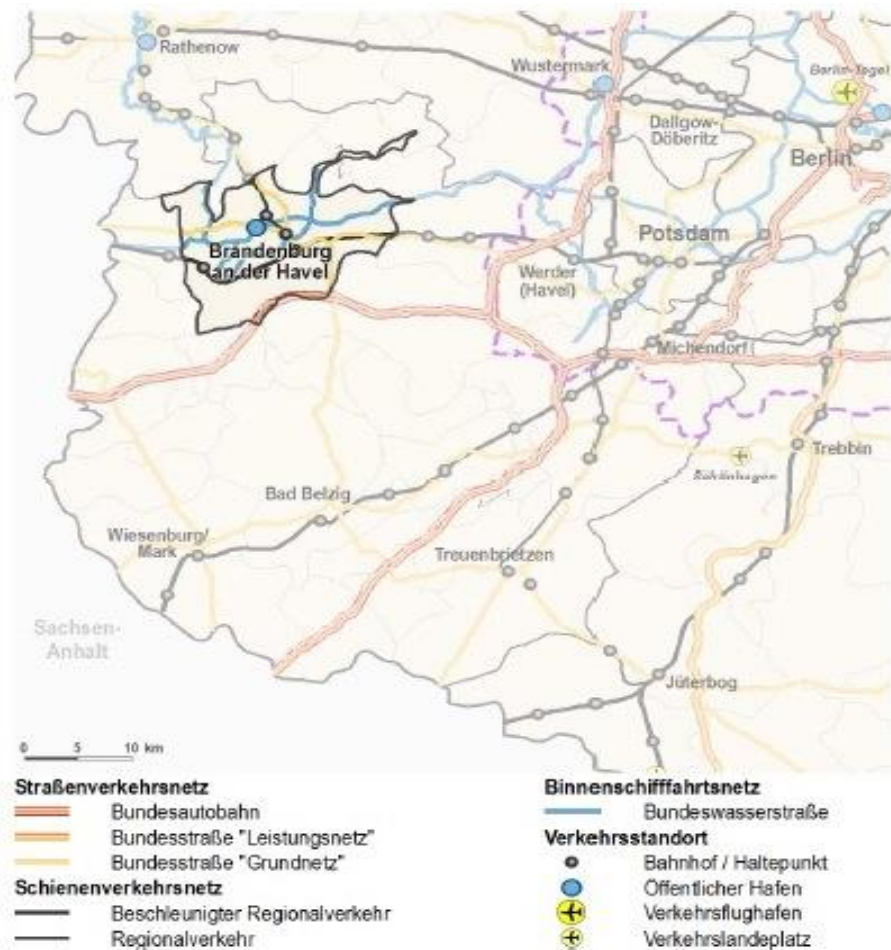 Rathenow
Wustermark
Berlin-Tegel
Dallgow-
Döberitz
Berlin
Brandenburg
an der Havel
Potsdam
Werder
(Havel)
Michendorf
Trebbin
Schönhagen
Bad Belzig
Wiesenburg/
Mark
Treuenbrietzen
Sachsen-
Anhalt
Jüterbog
0 5 10 km
Straßenverkehrsnetz
Bundesautobahn
Bundesstraße "Leistungsnetz"
Bundesstraße "Grundnetz"
Schienenverkehrsnetz
Beschleunigter Regionalverkehr
Regionalverkehr
Binnenschifffahrtsnetz
Bundeswasserstraße
Verkehrsstandort
Bahnhof / Haltepunkt
Öffentlicher Hafen
Verkehrsflughafen
Verkehrslandeplatz